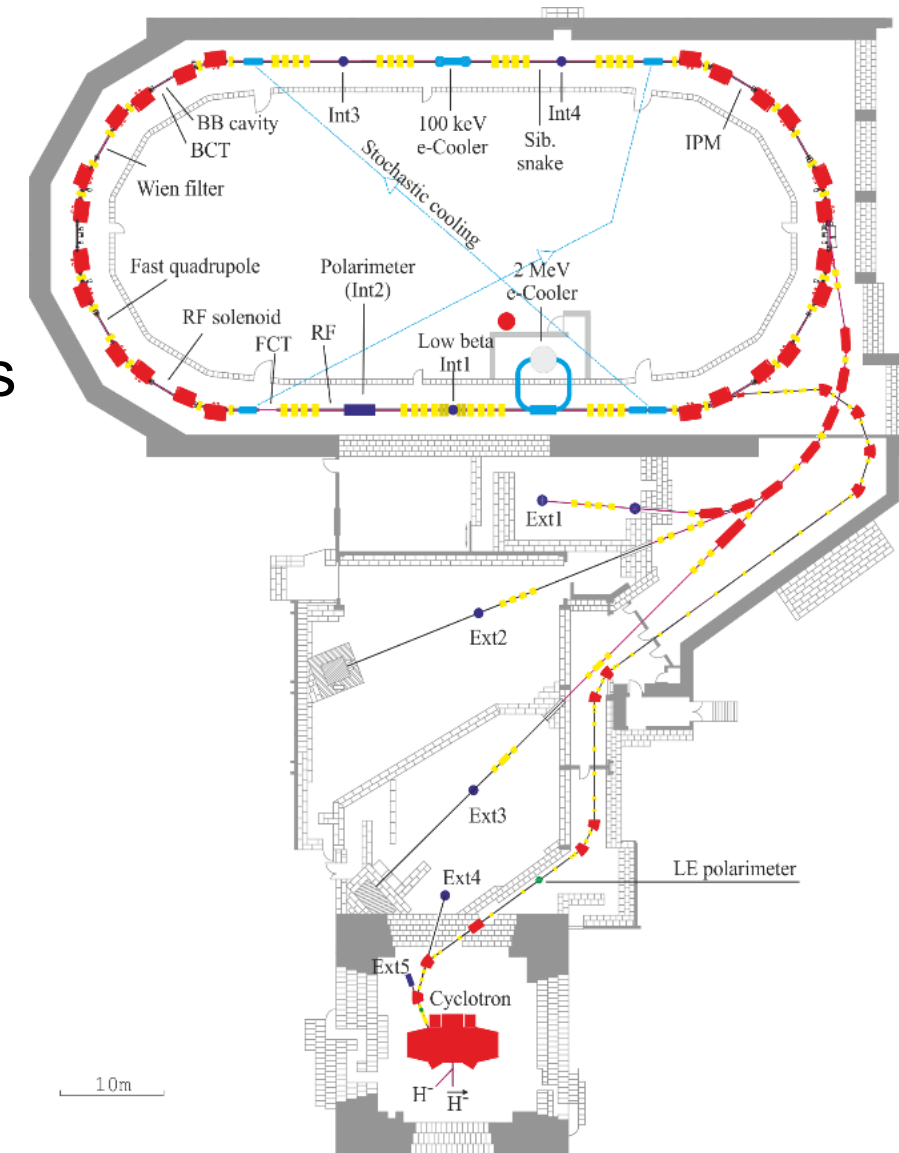 Int3
100 keV
e-Cooler
Sib.
snake
Int4
IPM
BB cavity
BCT
Wien filter
Stochastic cooling
Fast quadrupole
Polarimeter
(Int2)
2 MeV
e-Cooler
RF solenoid
FCT
RF
Low beta
Int1
s
Ext1
Ext2
Ext3
Ext4
LE polarimeter
Ext5
Cyclotron
10m
H⁻
H⁻